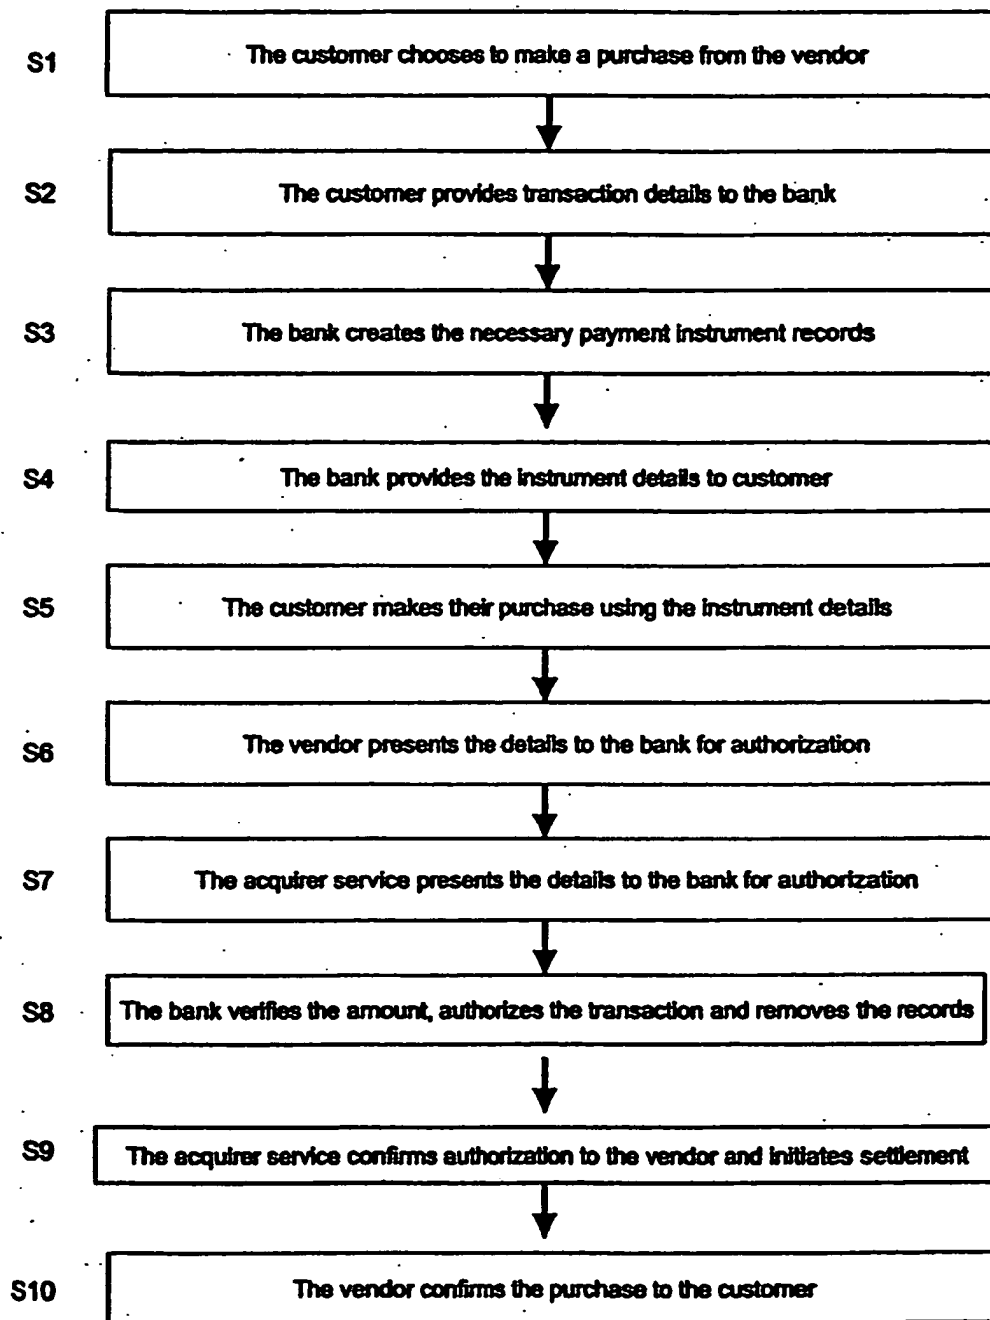 S1 The customer chooses to make a purchase from the vendor
S2 The customer provides transaction details to the bank
S3 The bank creates the necessary payment instrument records
S4 The bank provides the instrument details to customer
S5 The customer makes their purchase using the instrument details
S6 The vendor presents the details to the bank for authorization
S7 The acquirer service presents the details to the bank for authorization
S8 The bank verifies the amount, authorizes the transaction and removes the records
S9 The acquirer service confirms authorization to the vendor and initiates settlement
S10 The vendor confirms the purchase to the customer